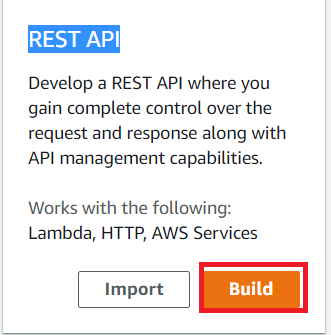 REST API
Develop a REST API where you
gain complete control over the
request and response along with
API management capabilities.
Works with the following:
Lambda, HTTP, AWS Services
Import
Build